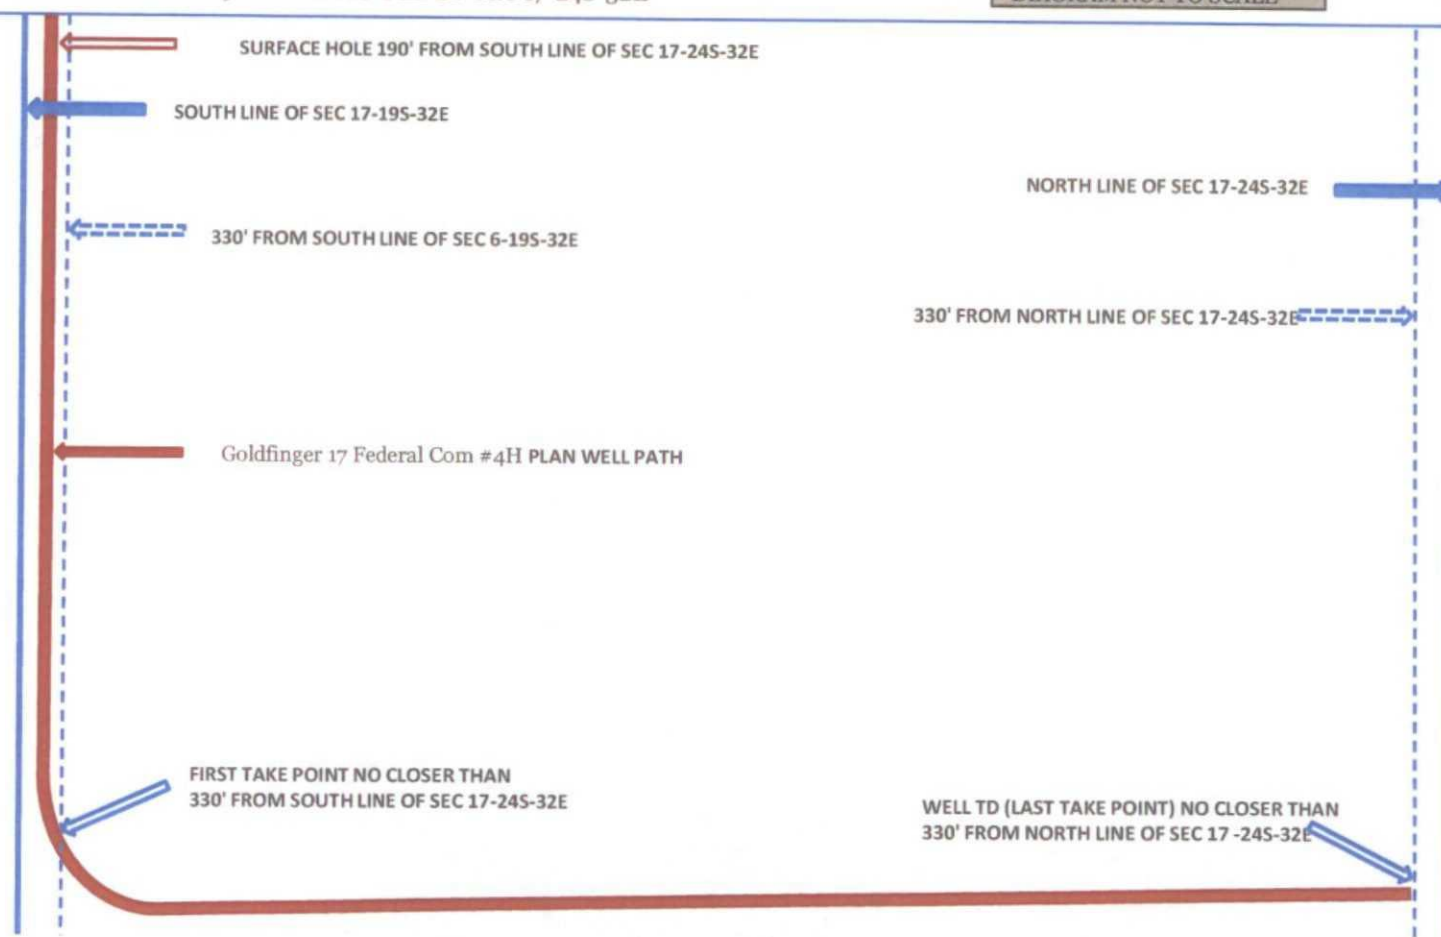 DIAGRAM NOT TO SCALE
SURFACE HOLE 190' FROM SOUTH LINE OF SEC 17-24S-32E
SOUTH LINE OF SEC 17-19S-32E
NORTH LINE OF SEC 17-24S-32E
330' FROM SOUTH LINE OF SEC 6-19S-32E
330' FROM NORTH LINE OF SEC 17-24S-32E
Goldfinger 17 Federal Com #4H PLAN WELL PATH
FIRST TAKE POINT NO CLOSER THAN
330' FROM SOUTH LINE OF SEC 17-24S-32E
WELL TD (LAST TAKE POINT) NO CLOSER THAN
330' FROM NORTH LINE OF SEC 17 -24S-32E